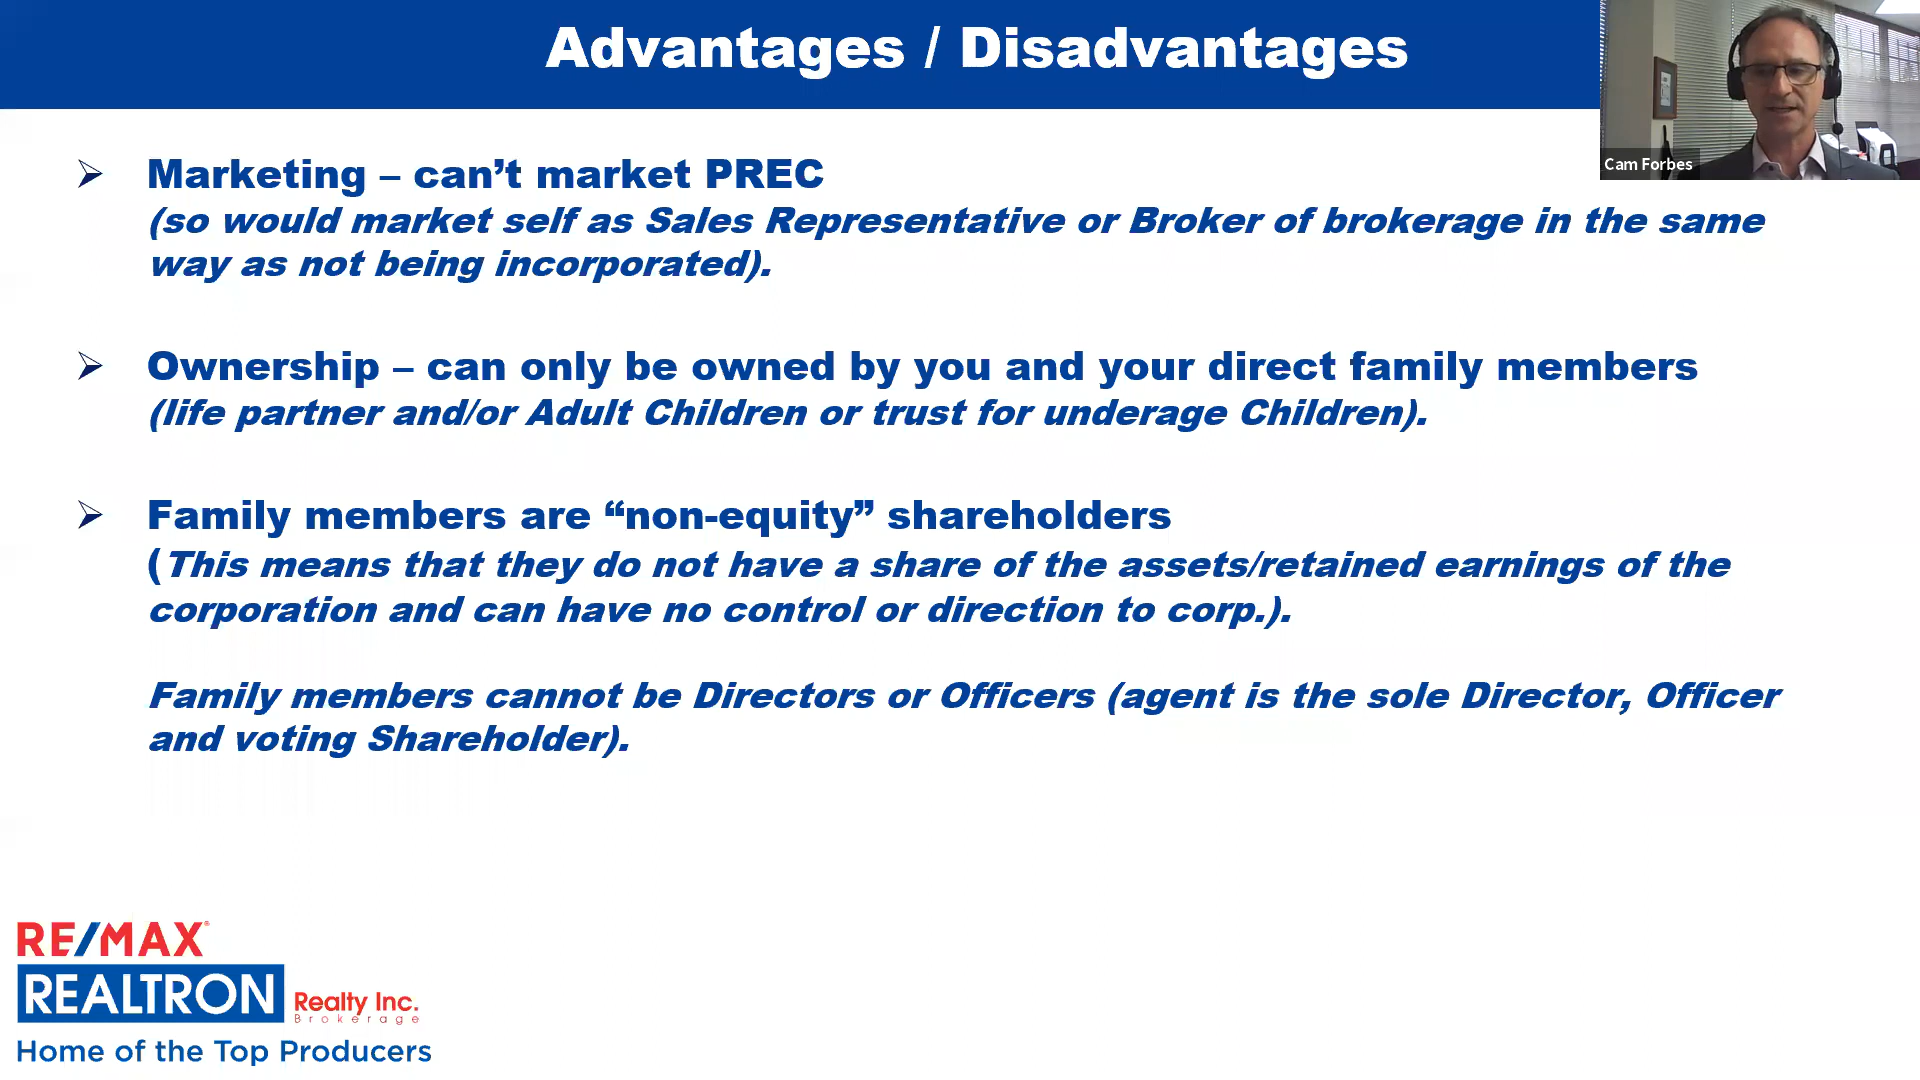 Advantages / Disadvantages
Cam Forbes
Marketing – can’t market PREC
(so would market self as Sales Representative or Broker of brokerage in the same
way as not being incorporated).
Ownership – can only be owned by you and your direct family members
(life partner and/or Adult Children or trust for underage Children).
Family members are “non-equity” shareholders
(This means that they do not have a share of the assets/retained earnings of the
corporation and can have no control or direction to corp.).
Family members cannot be Directors or Officers (agent is the sole Director, Officer
and voting Shareholder).
RE/MAX®
REALTRON Realty Inc.
Brokerage
Home of the Top Producers